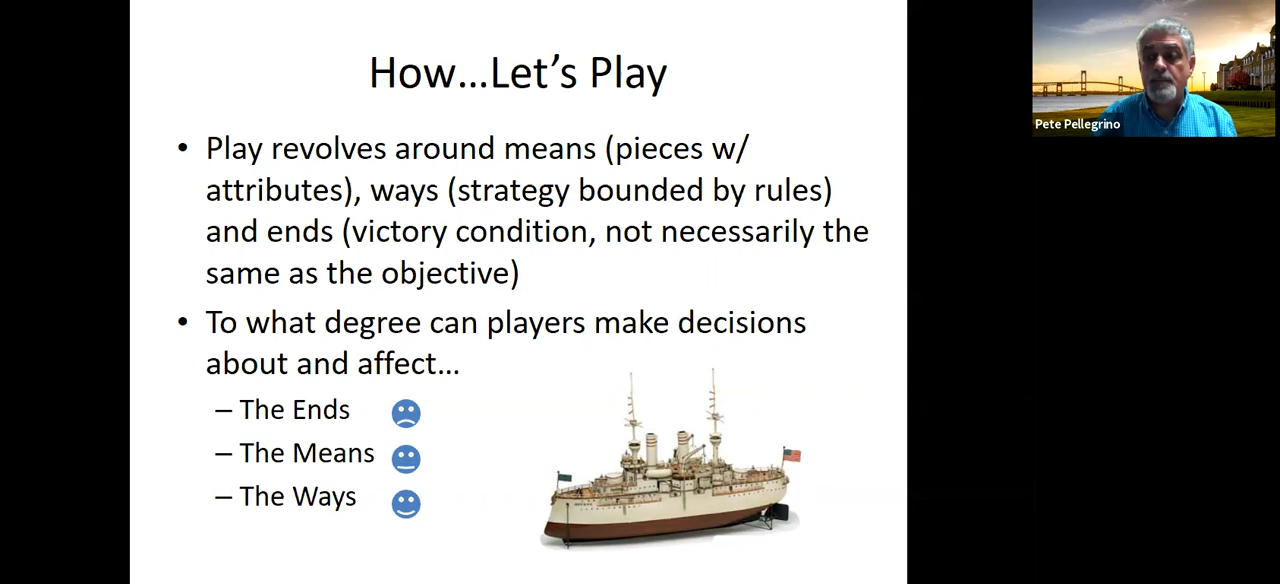 How…Let's Play
• Play revolves around means (pieces w/
attributes), ways (strategy bounded by rules)
and ends (victory condition, not necessarily the
same as the objective)
• To what degree can players make decisions
about and affect…
– The Ends
– The Means
– The Ways
Pete Pellegrino